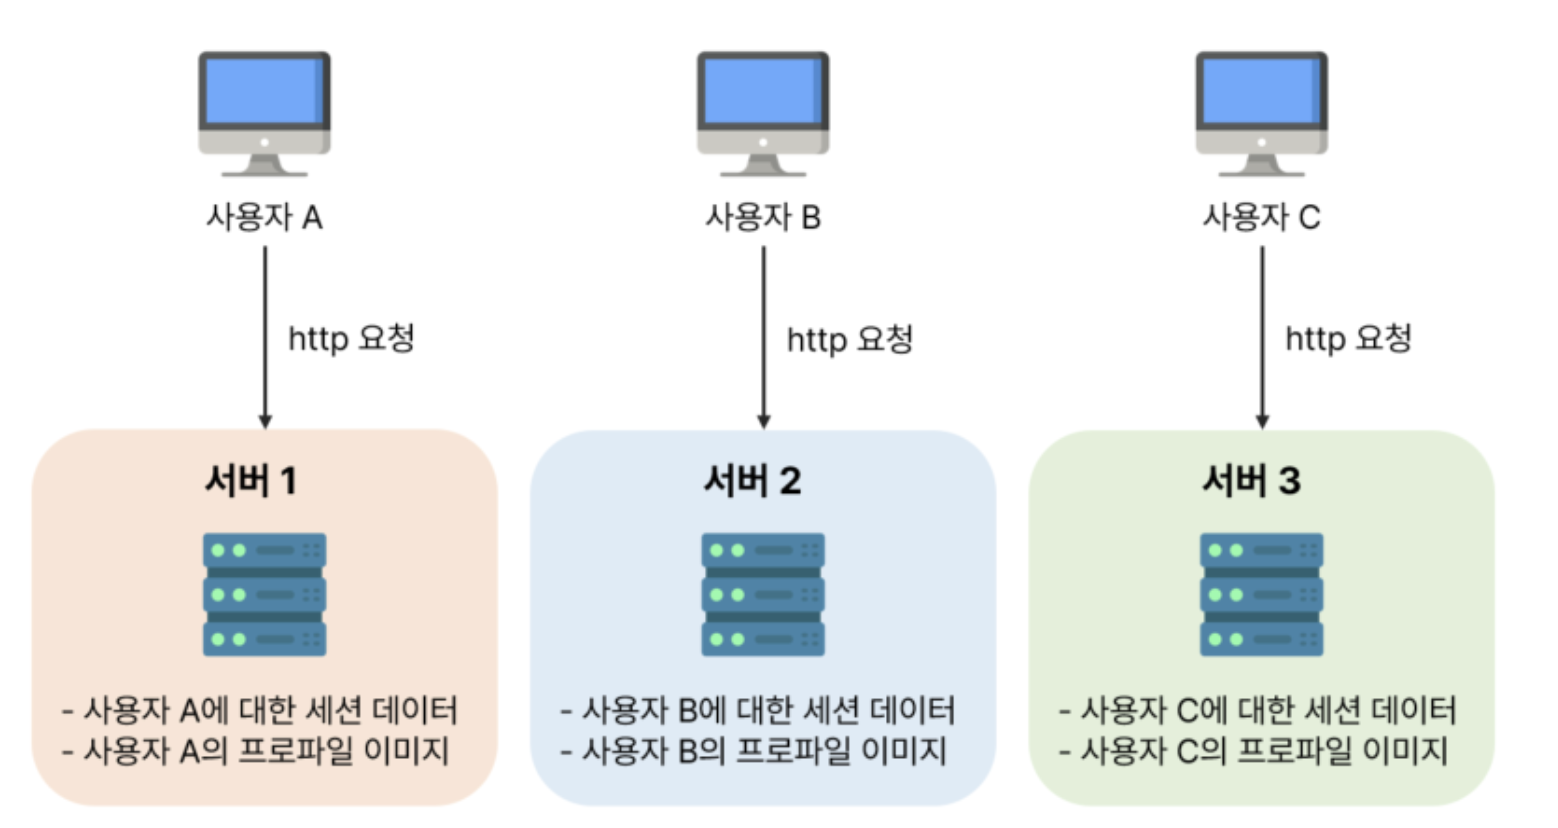 사용자 A
사용자 B
사용자 C
http 요청
http 요청
http 요청
서버 1
서버 2
서버 3
- 사용자 A에 대한 세션 데이터
- 사용자 A의 프로파일 이미지
- 사용자 B에 대한 세션 데이터
- 사용자 B의 프로파일 이미지
- 사용자 C에 대한 세션 데이터
- 사용자 C의 프로파일 이미지